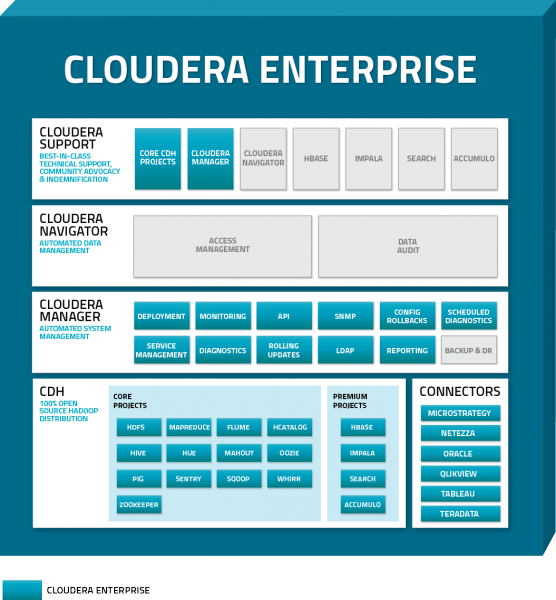 CLOUDERA ENTERPRISE
CLOUDERA
SUPPORT
BEST-IN-CLASS
TECHNICAL SUPPORT,
COMMUNITY ADVOCACY
& INDEMNIFICATION
CORE CDH
PROJECTS
CLOUDERA
MANAGER
CLOUDERA
NAVIGATOR
HBASE
IMPALA
SEARCH
ACCUMULO
CLOUDERA
NAVIGATOR
AUTOMATED DATA
MANAGEMENT
ACCESS
MANAGEMENT
DATA
AUDIT
CLOUDERA
MANAGER
AUTOMATED SYSTEM
MANAGEMENT
DEPLOYMENT
MONITORING
API
SNMP
CONFIG
ROLLBACKS
SCHEDULED
DIAGNOSTICS
SERVICE
MANAGEMENT
DIAGNOSTICS
ROLLING
UPDATES
LDAP
REPORTING
BACKUP & DR
CDH
100% OPEN
SOURCE HADOOP
DISTRIBUTION
CORE
PROJECTS
HDFS
MAPREDUCE
FLUME
HCATALOG
HIVE
HUE
MAHOUT
OOZIE
PIG
SENTRY
SQOOP
WHIRR
ZOOKEEPER
PREMIUM
PROJECTS
HBASE
IMPALA
SEARCH
ACCUMULO
CONNECTORS
MICROSTRATEGY
NETEZZA
ORACLE
QLIKVIEW
TABLEAU
TERADATA
CLOUDERA ENTERPRISE